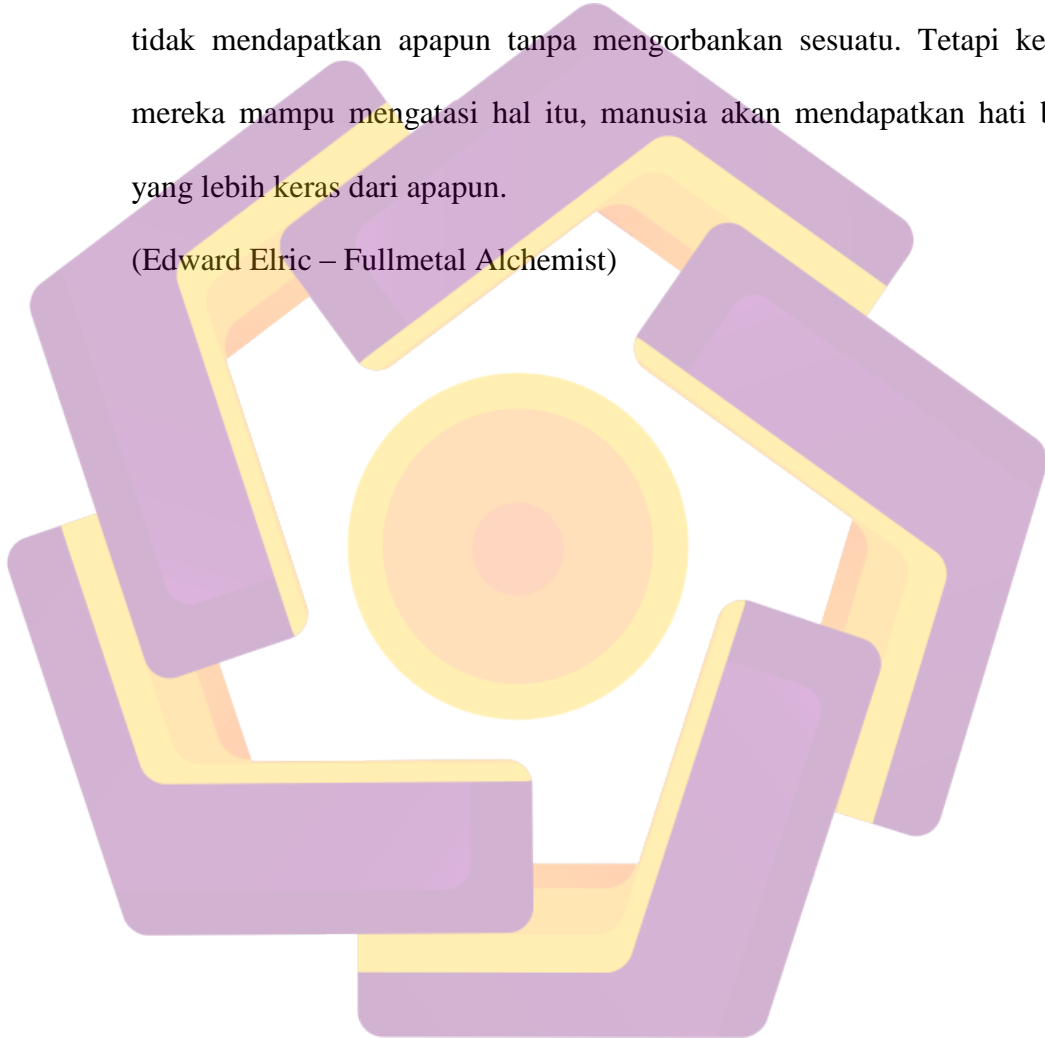 tidak mendapatkan apapun tanpa mengorbankan sesuatu. Tetapi
mereka mampu mengatasi hal itu, manusia akan mendapatkan hati
yang lebih keras dari apapun.
(Edward Elric – Fullmetal Alchemist)